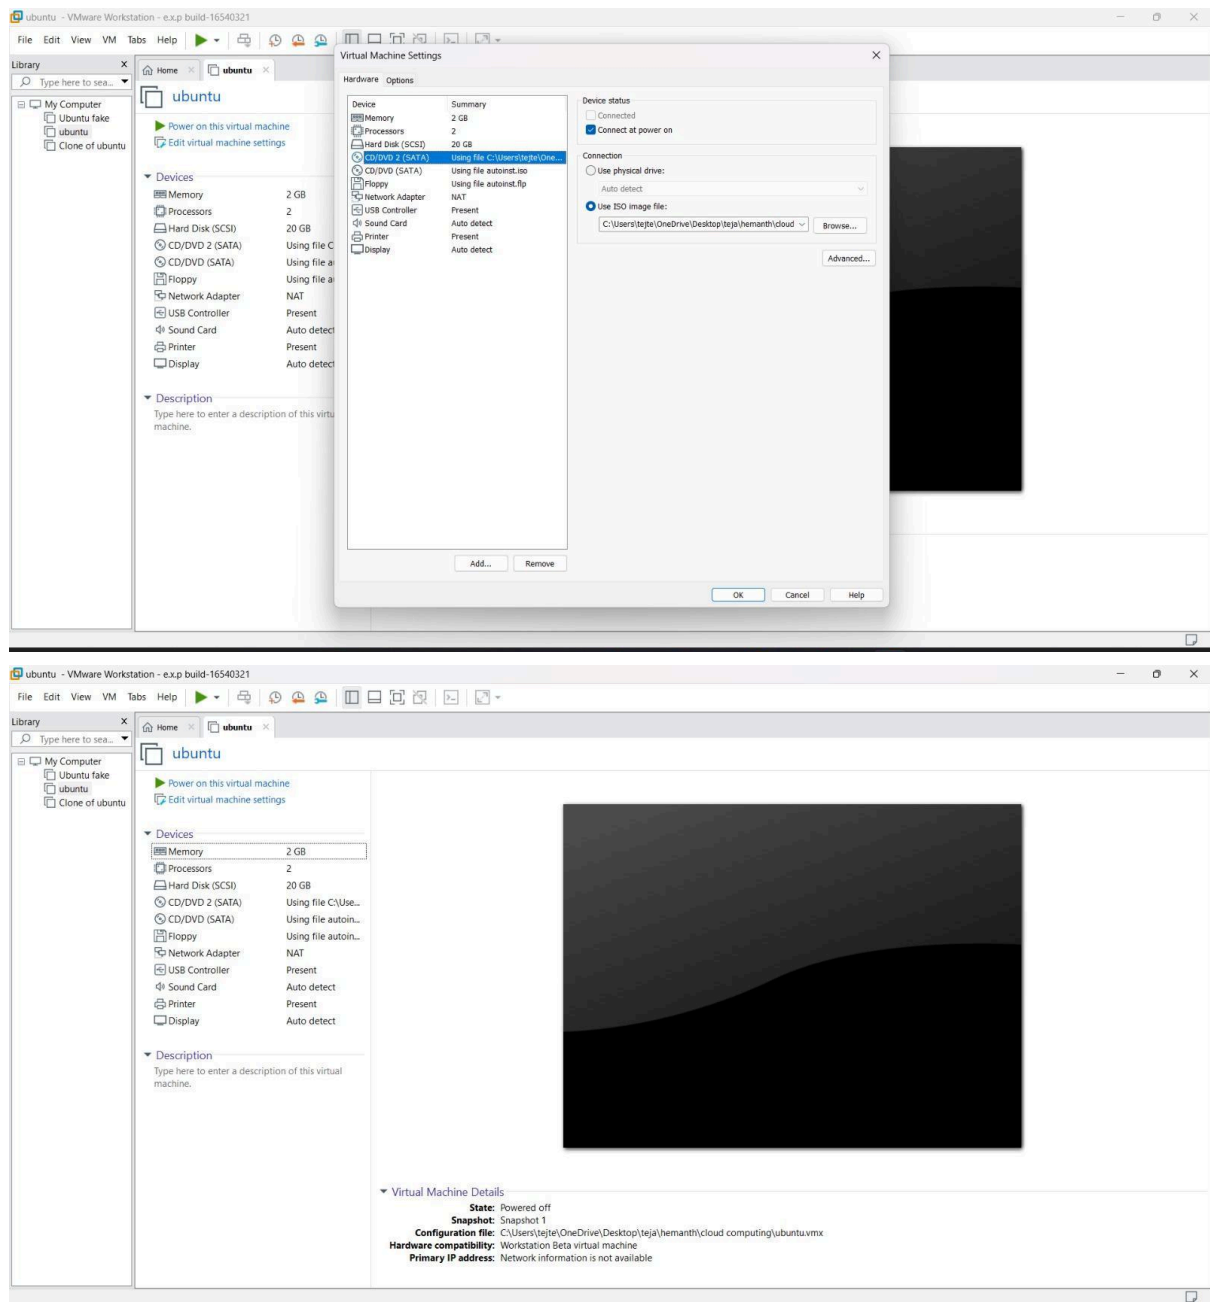 ubuntu - VMware Workstation - e.x.p build-16540321
File Edit View VM Tabs Help
Library X
Type here to sea...
My Computer
Ubuntu fake
ubuntu
Clone of ubuntu
Home
ubuntu
ubuntu
Power on this virtual machine
Edit virtual machine settings
Devices
Memory 2 GB
Processors 2
Hard Disk (SCSI) 20 GB
CD/DVD 2 (SATA) Using file C
CD/DVD (SATA) Using file a
Floppy Using file a
Network Adapter NAT
USB Controller Present
Sound Card Auto detect
Printer Present
Display Auto detect
Description
Type here to enter a description of this virtu
machine.
Virtual Machine Settings
Hardware Options
Device Summary
Memory 2 GB
Processors 2
Hard Disk (SCSI) 20 GB
CD/DVD 2 (SATA) Using file C:\Users\tejte\One...
CD/DVD (SATA) Using file autoinst.iso
Floppy Using file autoinst.flp
Network Adapter NAT
USB Controller Present
Sound Card Auto detect
Printer Present
Display Auto detect
Add... Remove
Device status
Connected
Connect at power on
Connection
Use physical drive:
Auto detect
Use ISO image file:
C:\Users\tejte\OneDrive\Desktop\teja\hemanth\cloud Browse...
Advanced...
OK Cancel Help
ubuntu - VMware Workstation - e.x.p build-16540321
File Edit View VM Tabs Help
Library X
Type here to sea...
My Computer
Ubuntu fake
ubuntu
Clone of ubuntu
Home
ubuntu
ubuntu
Power on this virtual machine
Edit virtual machine settings
Devices
Memory 2 GB
Processors 2
Hard Disk (SCSI) 20 GB
CD/DVD 2 (SATA) Using file C:\Use...
CD/DVD (SATA) Using file autoin...
Floppy Using file autoin...
Network Adapter NAT
USB Controller Present
Sound Card Auto detect
Printer Present
Display Auto detect
Description
Type here to enter a description of this virtual
machine.
Virtual Machine Details
State: Powered off
Snapshot: Snapshot 1
Configuration file: C:\Users\tejte\OneDrive\Desktop\teja\hemanth\cloud computing\ubuntu.vmx
Hardware compatibility: Workstation Beta virtual machine
Primary IP address: Network information is not available